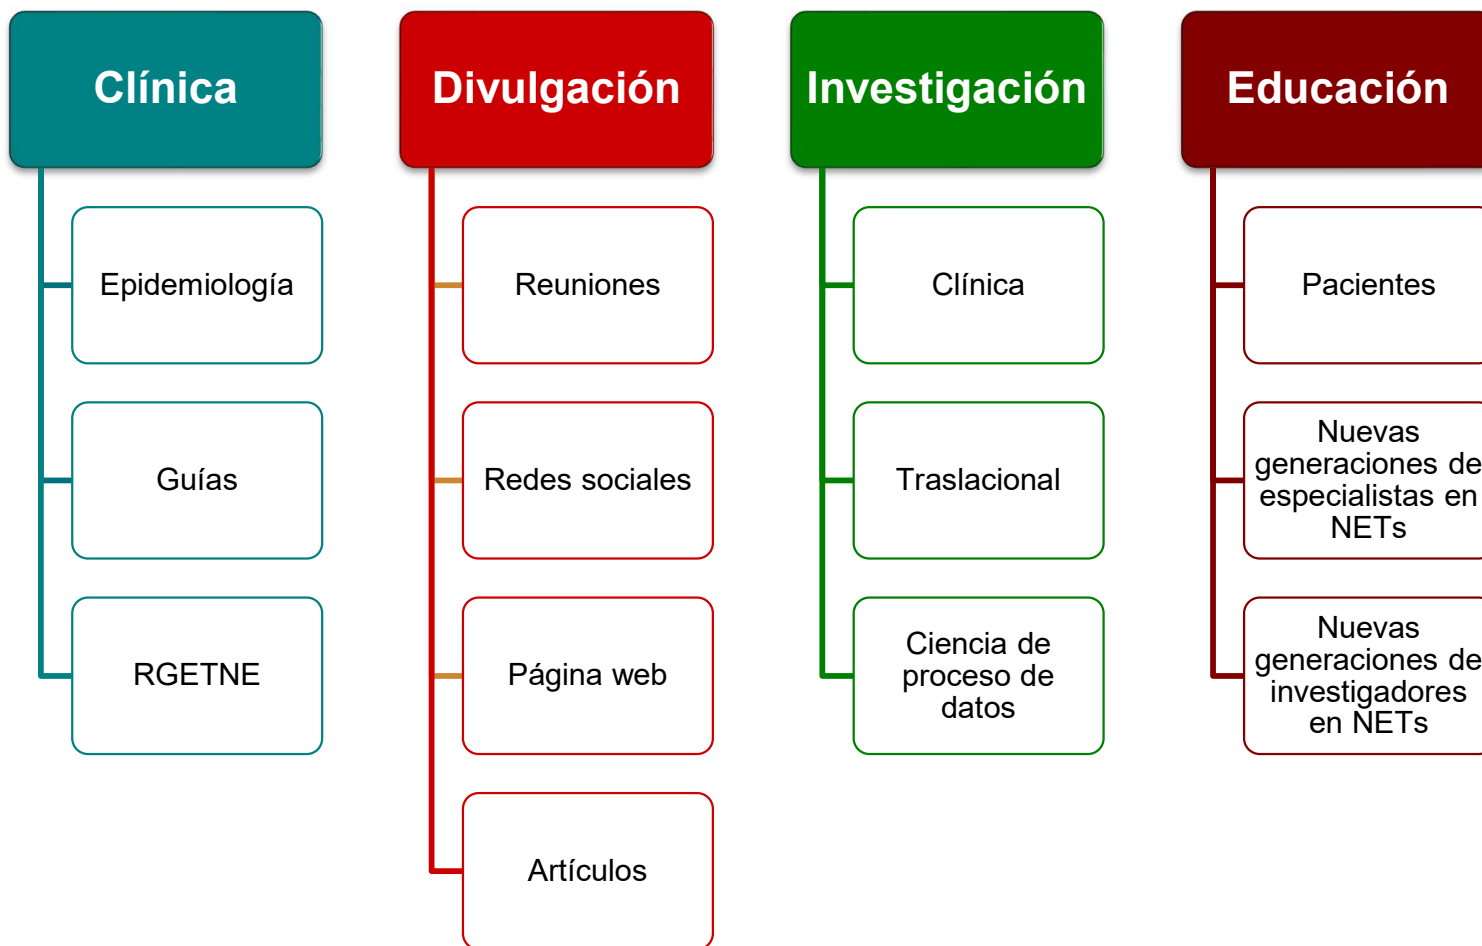 Clínica
Epidemiología
Guías
RGETNE
Divulgación
Reuniones
Redes sociales
Página web
Artículos
Investigación
Clínica
Traslacional
Ciencia de
proceso de
datos
Educación
Pacientes
Nuevas
generaciones de
especialistas en
NETs
Nuevas
generaciones de
investigadores
en NETs